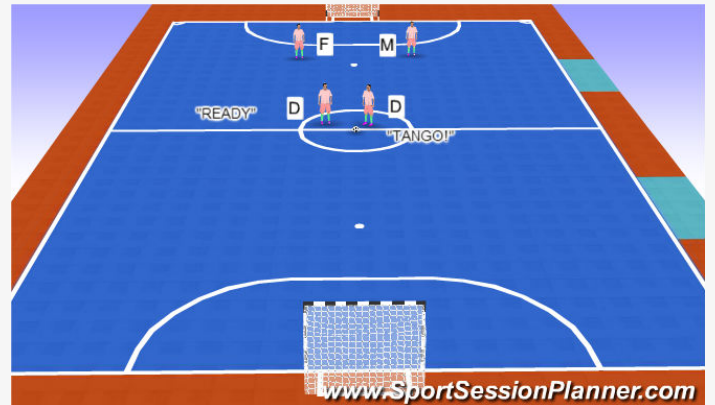 F M
D D
"READY"
"TANGO!"
www.SportSessionPlanner.com